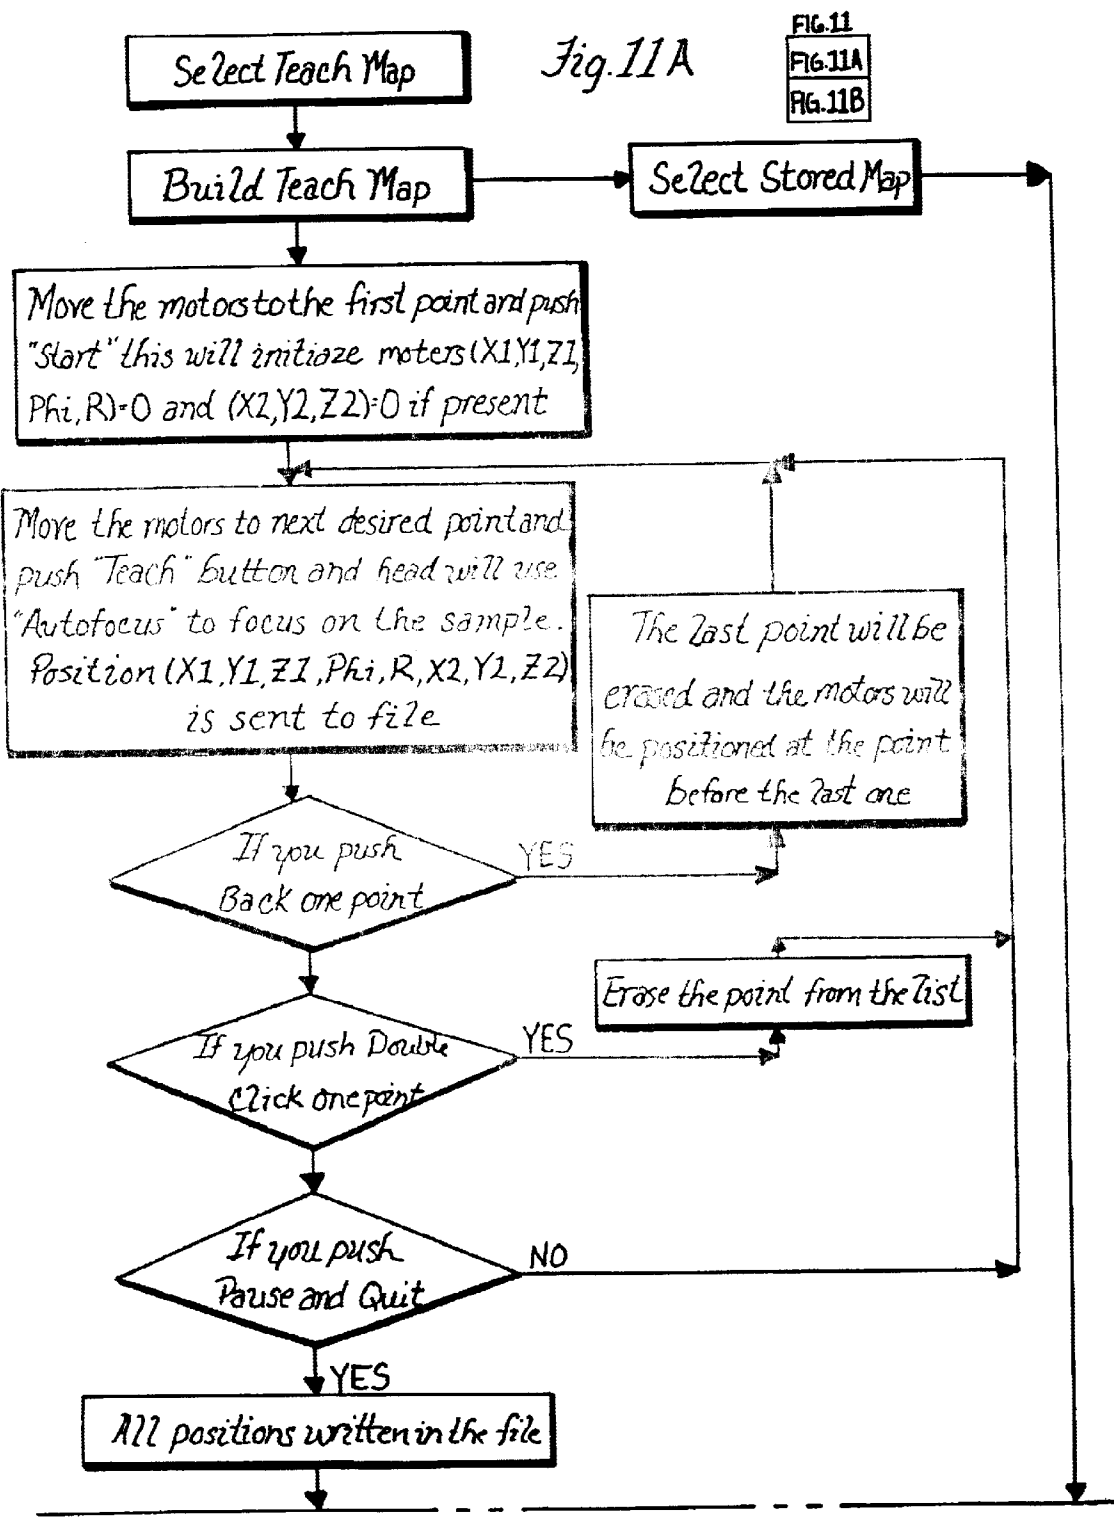 FIG.11
Fig.11A
FIG.11A
FIG.11B
Select Teach Map
Build Teach Map
Select Stored Map
Move the motors to the first point and push
"Start" this will initiaze moters (X1,Y1,Z1,
Phi, R)=0 and (X2,Y2,Z2)=0 if present
Move the motors to next desired point and
push "Teach" button and head will use
"Autofocus" to focus on the sample.
Position (X1,Y1,Z1,Phi,R,X2,Y2,Z2)
is sent to file
The last point will be
erased and the motors will
be positioned at the point
before the last one
If you push
Back one point
YES
Erase the point from the list
If you push Double
Click one point
YES
If you push
Pause and Quit
NO
YES
All positions written in the file